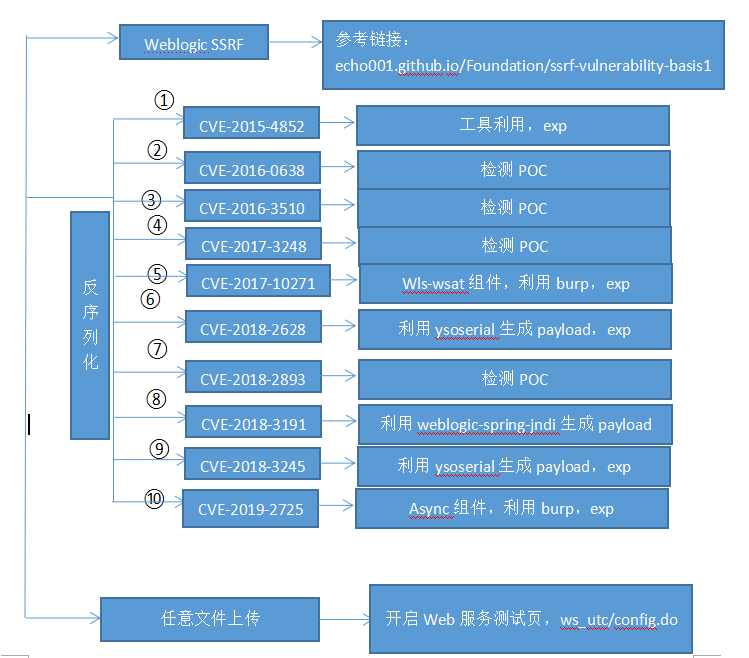 Weblogic SSRF
参考链接：
echo001.github.io/Foundation/ssrf-vulnerability-basis1
反序列化
①
CVE-2015-4852
工具利用，exp
②
CVE-2016-0638
检测 POC
③
CVE-2016-3510
检测 POC
④
CVE-2017-3248
检测 POC
⑤
CVE-2017-10271
Wls-wsat 组件，利用 burp，exp
⑥
CVE-2018-2628
利用 ysoserial 生成 payload，exp
⑦
CVE-2018-2893
检测 POC
⑧
CVE-2018-3191
利用 weblogic-spring-jndi 生成 payload
⑨
CVE-2018-3245
利用 ysoserial 生成 payload，exp
⑩
CVE-2019-2725
Async 组件，利用 burp，exp
任意文件上传
开启 Web 服务测试页，ws_utc/config.do